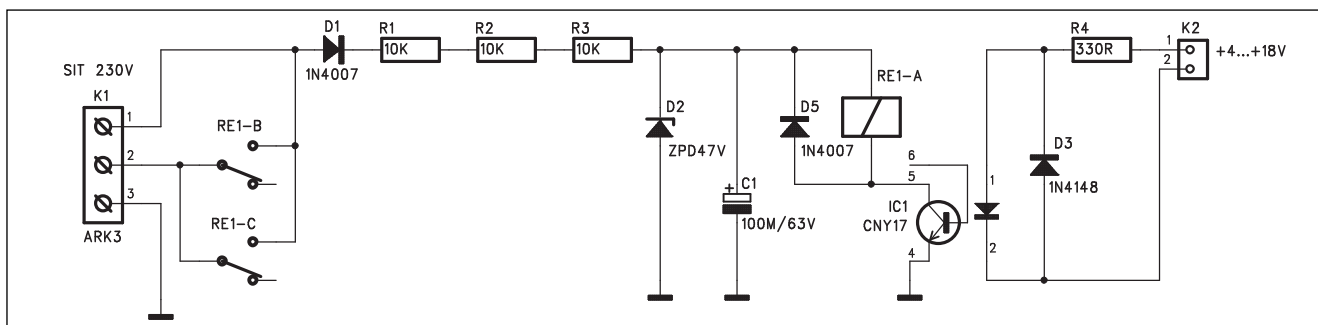 D1
R1
R2
R3
R4
K2
10K
10K
10K
330R
1
2
+4...+18V
1N4007
SIT 230V
K1
RE1-A
1
D2
D5
RE1-B
2
ZPD47V
1N4007
6
D3
5
1
1N4148
3
C1
+
IC1
RE1-C
100M/63V
CNY17
ARK3
4
2